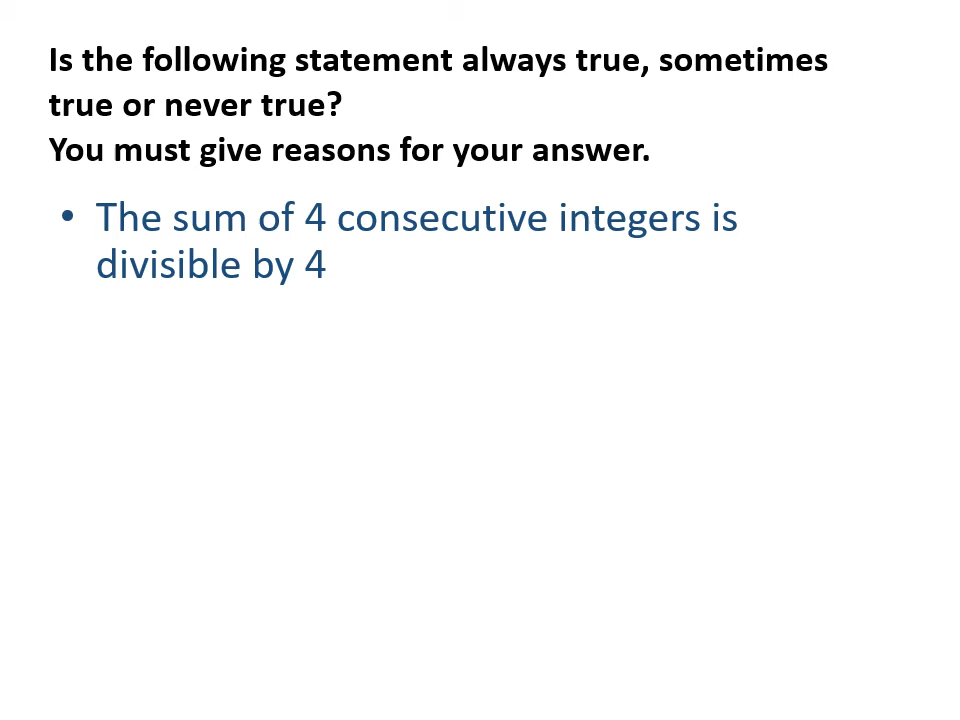 Is the following statement always true, sometimes
true or never true?
You must give reasons for your answer.
• The sum of 4 consecutive integers is
divisible by 4